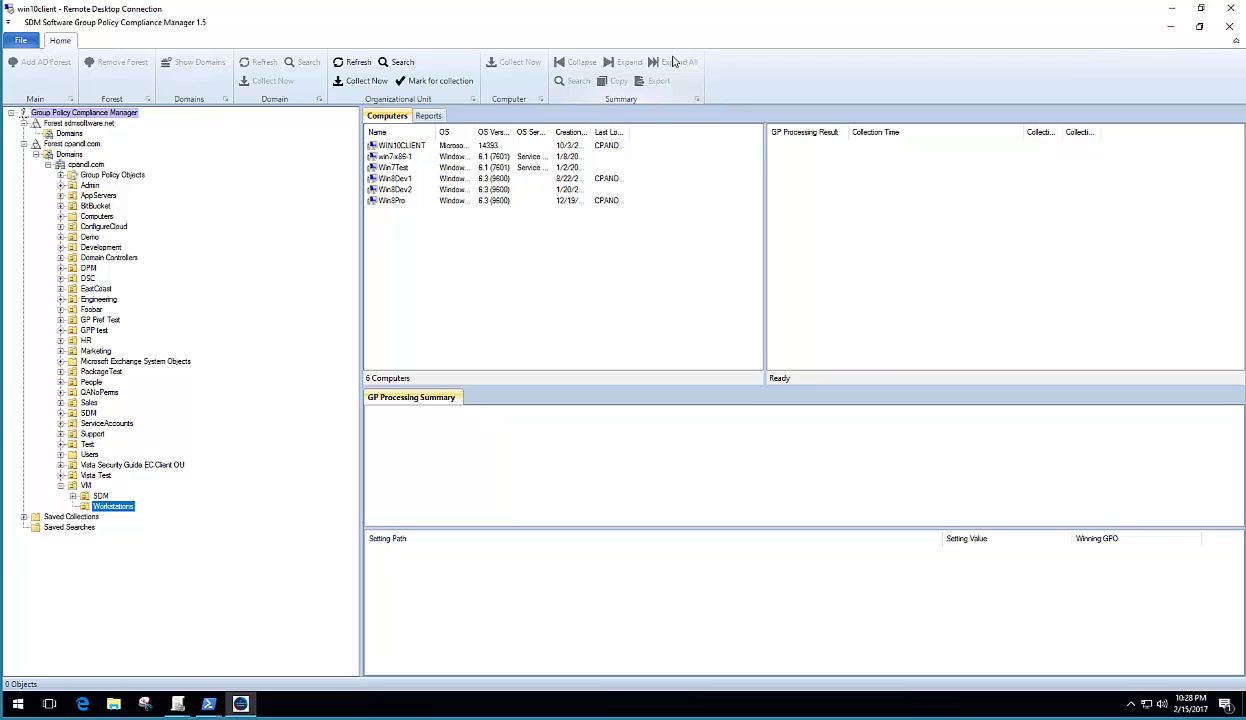 win10client - Remote Desktop Connection
SDM Software Group Policy Compliance Manager 1.5
File Home
Add AD Forest Remove Forest Show Domains Refresh Search Refresh Search Collect Now Collapse Expand Expand All
Collect Now Collect Now Mark for collection Search Copy Export
Main Forest Domains Domain Organizational Unit Computer Summary
Group Policy Compliance Manager
Forest sdmsoftware.net
Domains
Forest cpandl.com
Domains
cpandl.com
Group Policy Objects
Admin
AppServers
BitBucket
Computers
ConfigureCloud
Demo
Development
Domain Controllers
DPM
DSC
EastCoast
Engineering
Foobar
GP Pref Test
GPP test
HR
Marketing
Microsoft Exchange System Objects
PackageTest
People
QANoPerms
Sales
SDM
ServiceAccounts
Support
Test
Users
Vista Security Guide EC Client OU
Vista Test
VM
SDM
Workstations
Saved Collections
Saved Searches
Computers Reports
Name OS OS Vers... OS Ser... Creation... Last Lo...
WIN10CLIENT Microso... 14393 10/3/2... CPAND...
win7x86-1 Window... 6.1 (7601) Service ... 1/8/20...
Win7Test Window... 6.1 (7601) Service ... 1/2/20...
Win8Dev1 Window... 6.3 (9600) 8/22/2... CPAND...
Win8Dev2 Window... 6.3 (9600) 1/20/2...
Win8Pro Window... 6.3 (9600) 12/19/... CPAND...
6 Computers
GP Processing Result Collection Time Collecti... Collecti...
Ready
GP Processing Summary
Setting Path Setting Value Winning GPO
0 Objects
10:28 PM
2/15/2017